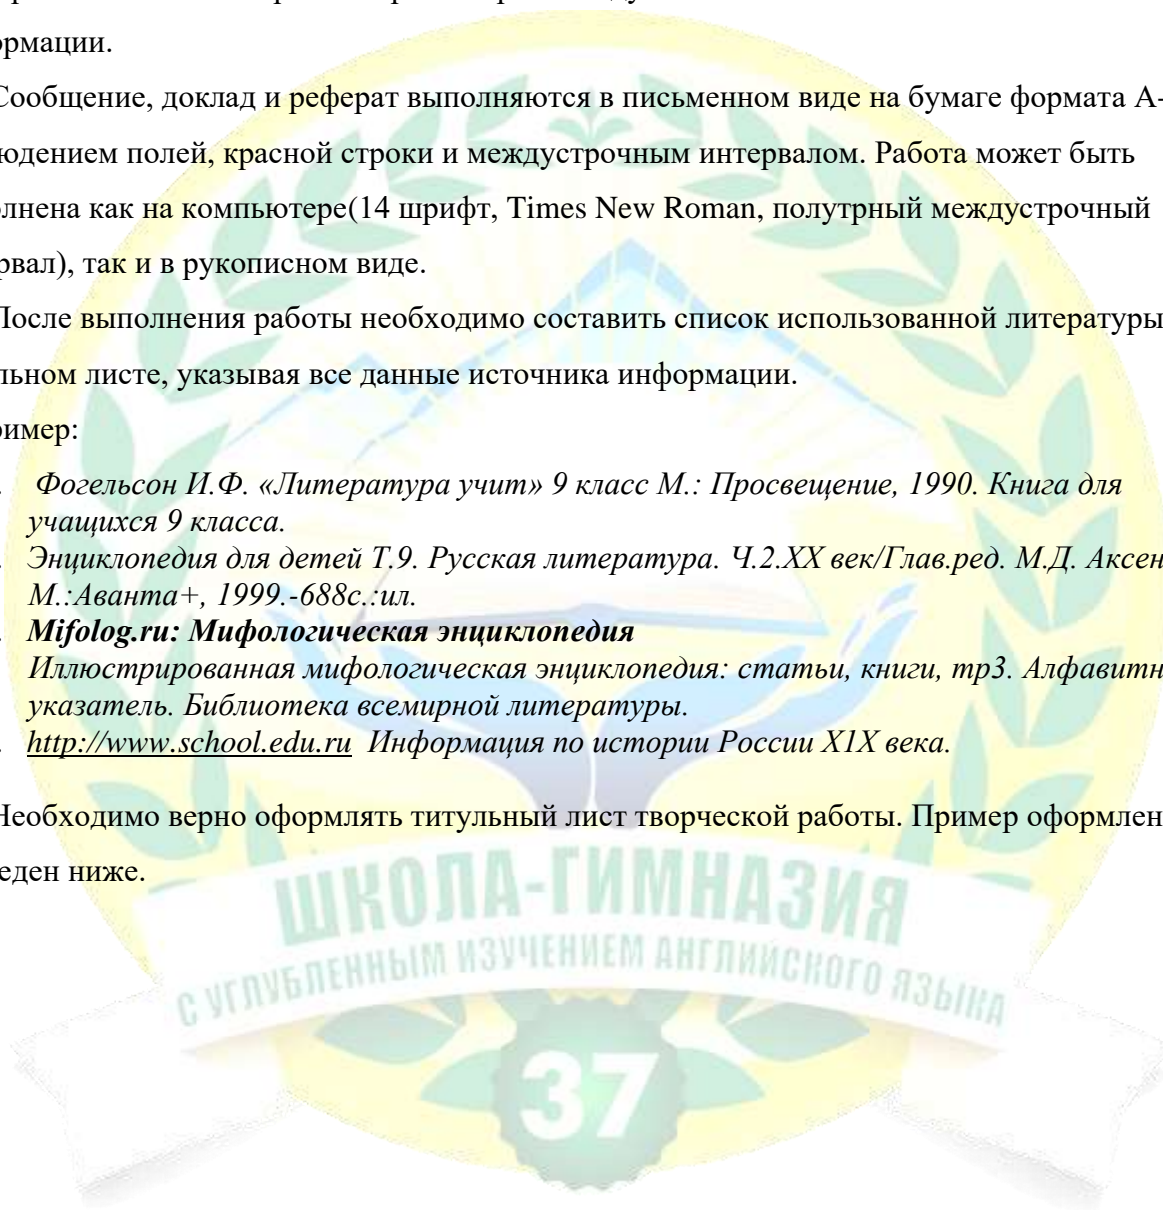 ормации.
Сообщение, доклад и реферат выполняются в письменном виде на бумаге формата А-
юдением полей, красной строки и междустрочным интервалом. Работа может быть
олнена как на компьютере(14 шрифт, Times New Roman, полутрный междустрочный
рвал), так и в рукописном виде.
После выполнения работы необходимо составить список использованной литературы
льном листе, указывая все данные источника информации.
ример:
. Фогельсон И.Ф. «Литература учит» 9 класс М.: Просвещение, 1990. Книга для
учащихся 9 класса.
. Энциклопедия для детей Т.9. Русская литература. Ч.2.ХХ век/Глав.ред. М.Д. Аксен
М.:Аванта+, 1999.-688с.:ил.
. Mifolog.ru: Мифологическая энциклопедия
Иллюстрированная мифологическая энциклопедия: статьи, книги, mp3. Алфавитн
указатель. Библиотека всемирной литературы.
. http://www.school.edu.ru Информация по истории России Х1Х века.
Необходимо верно оформлять титульный лист творческой работы. Пример оформлен
еден ниже.
ШКОЛА-ГИМНАЗИЯ
С УГЛУБЛЕННЫМ ИЗУЧЕНИЕМ АНГЛИЙСКОГО ЯЗЫКА
37